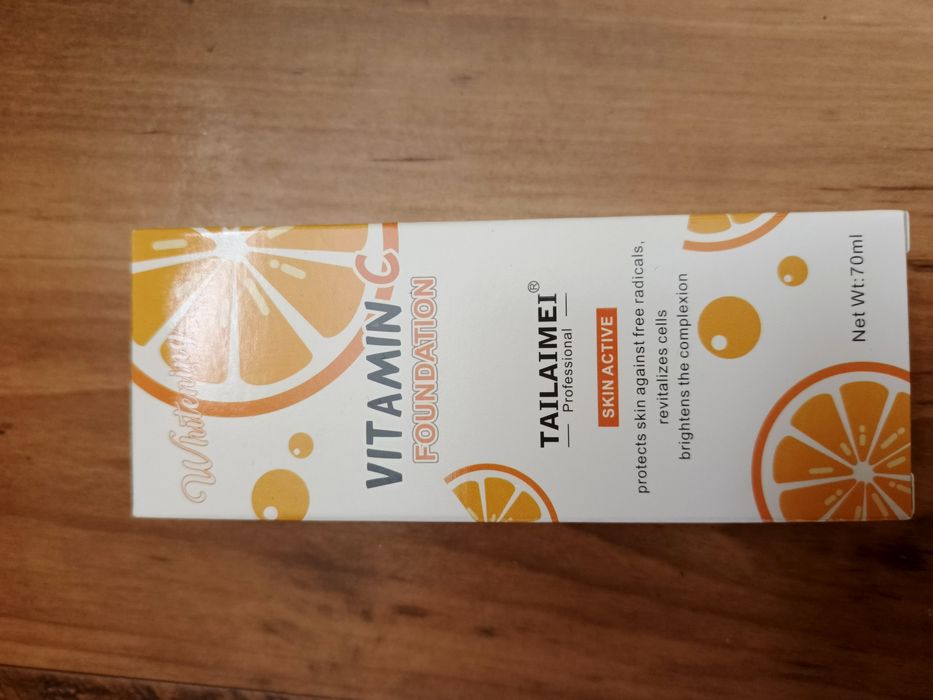 Whitening
VITAMIN C
FOUNDATION
TAILAIMEI®
Professional
SKIN ACTIVE
protects skin against free radicals,
revitalizes cells
brightens the complexion
Net Wt:70ml